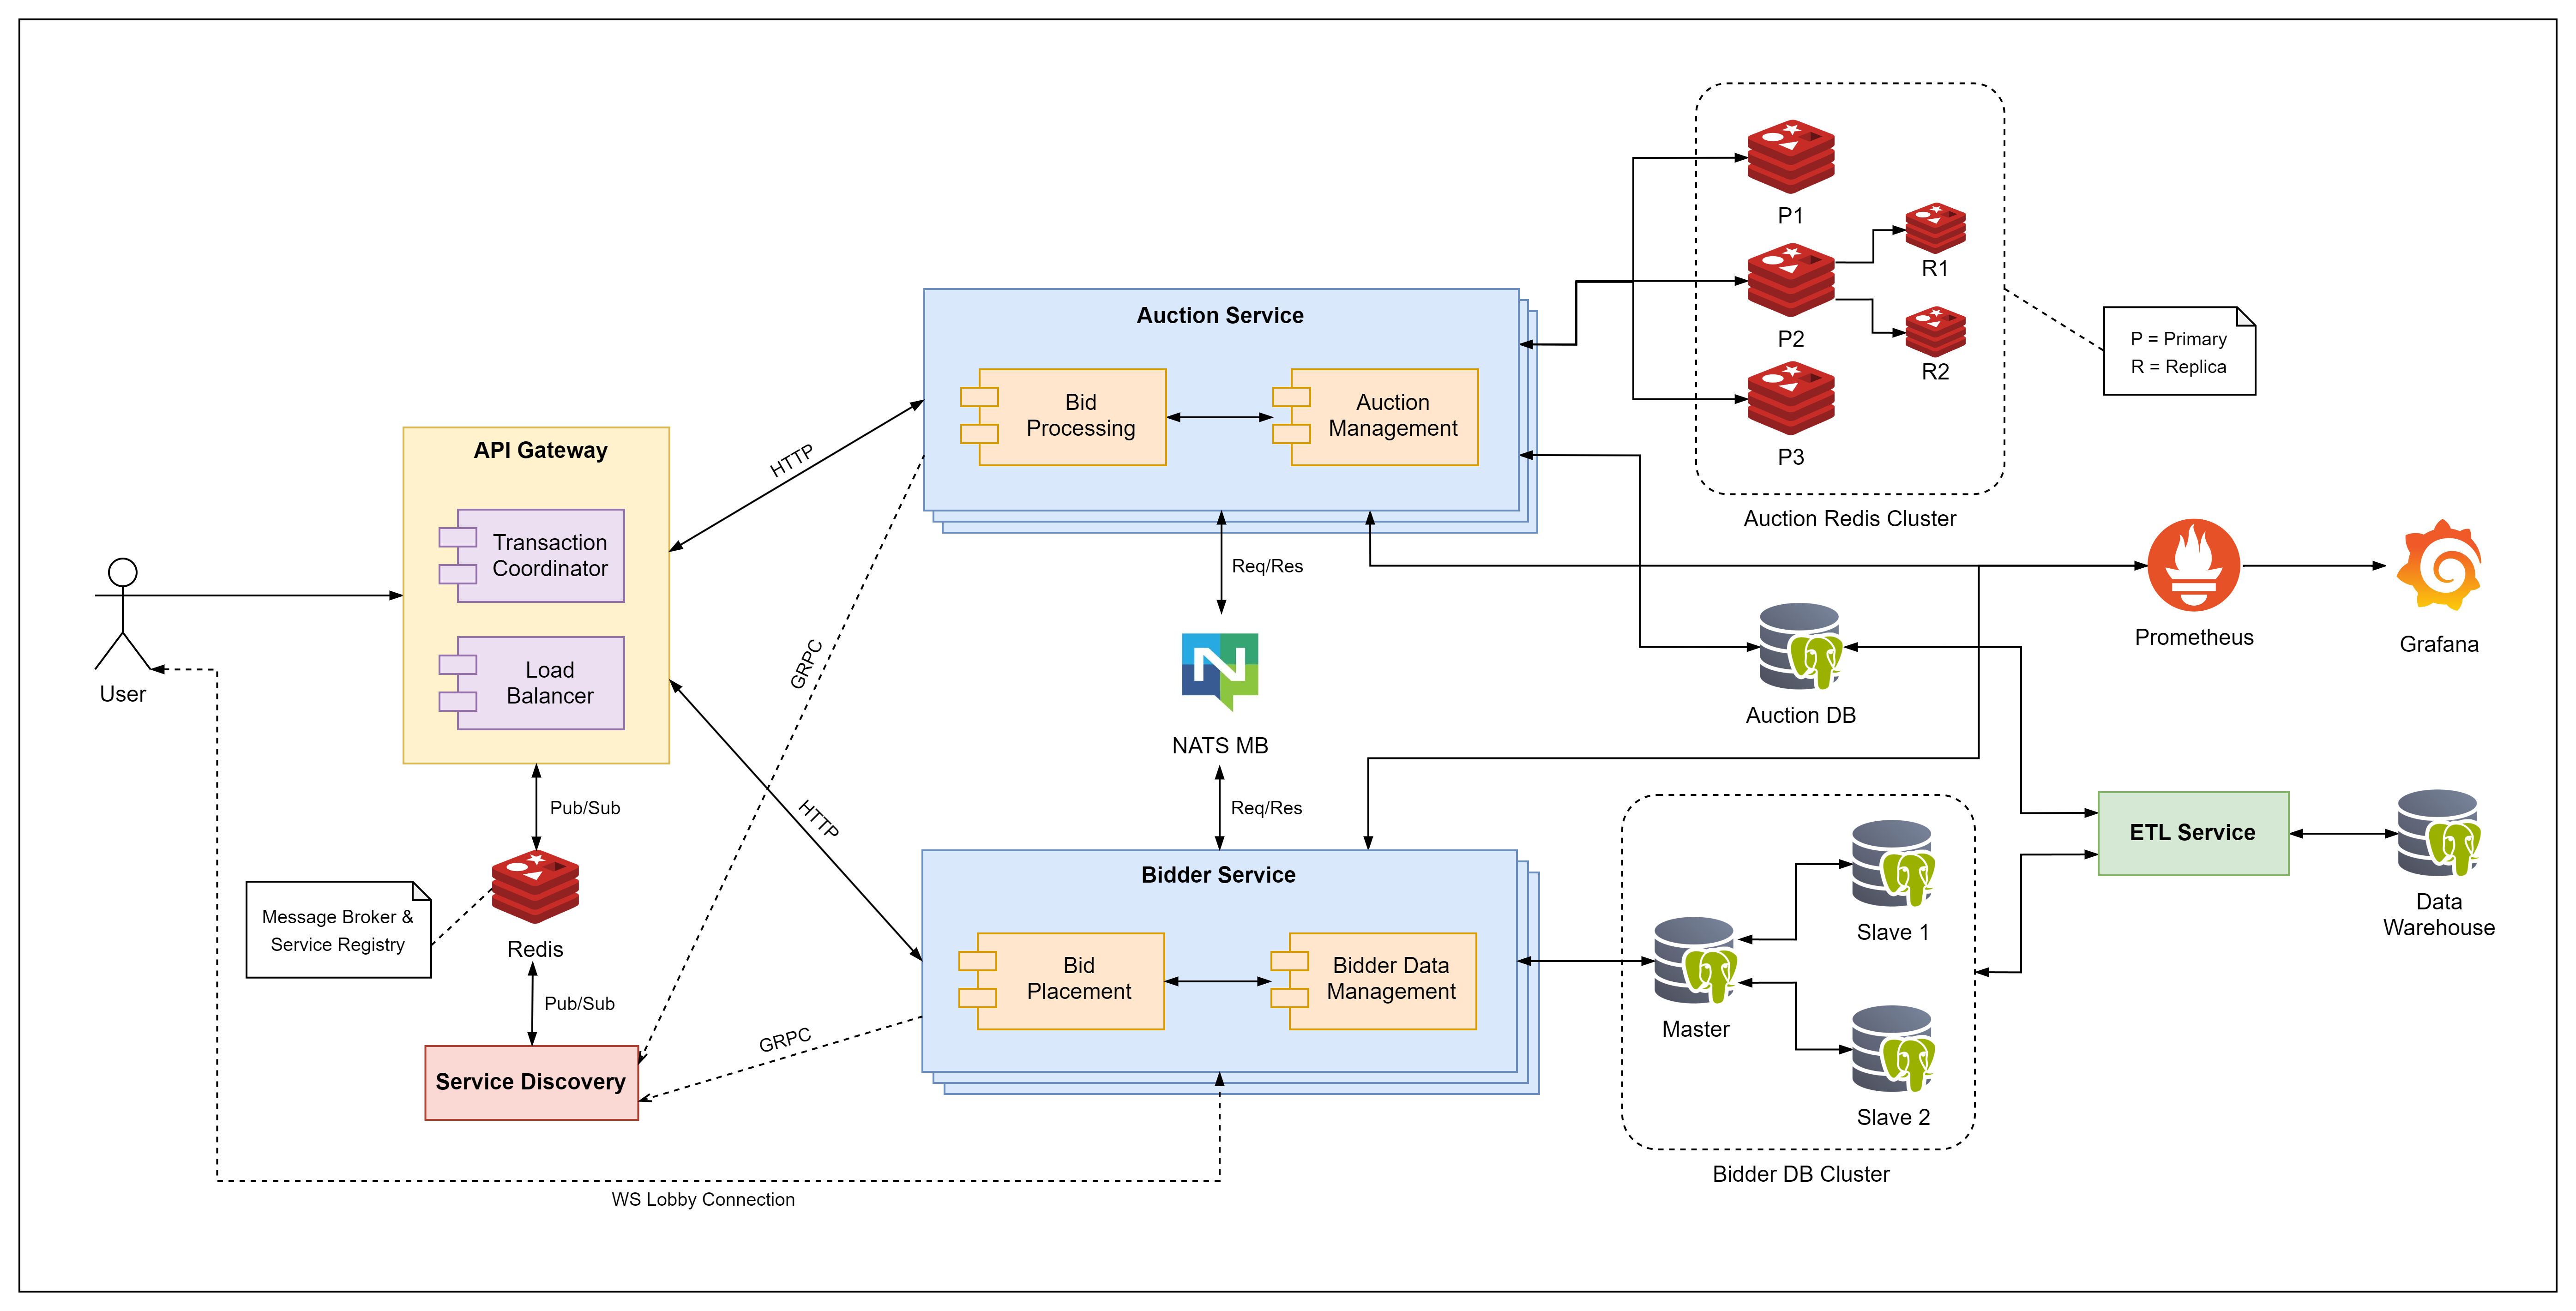 User
API Gateway
Transaction
Coordinator
Load
Balancer
Pub/Sub
Redis
Message Broker &
Service Registry
Pub/Sub
Service Discovery
HTTP
HTTP
GRPC
GRPC
WS Lobby Connection
Auction Service
Bid
Processing
Auction
Management
Req/Res
N
NATS MB
Req/Res
Bidder Service
Bid
Placement
Bidder Data
Management
P1
P2
P3
R1
R2
Auction Redis Cluster
P = Primary
R = Replica
Auction DB
Prometheus
Grafana
Master
Slave 1
Slave 2
Bidder DB Cluster
ETL Service
Data
Warehouse